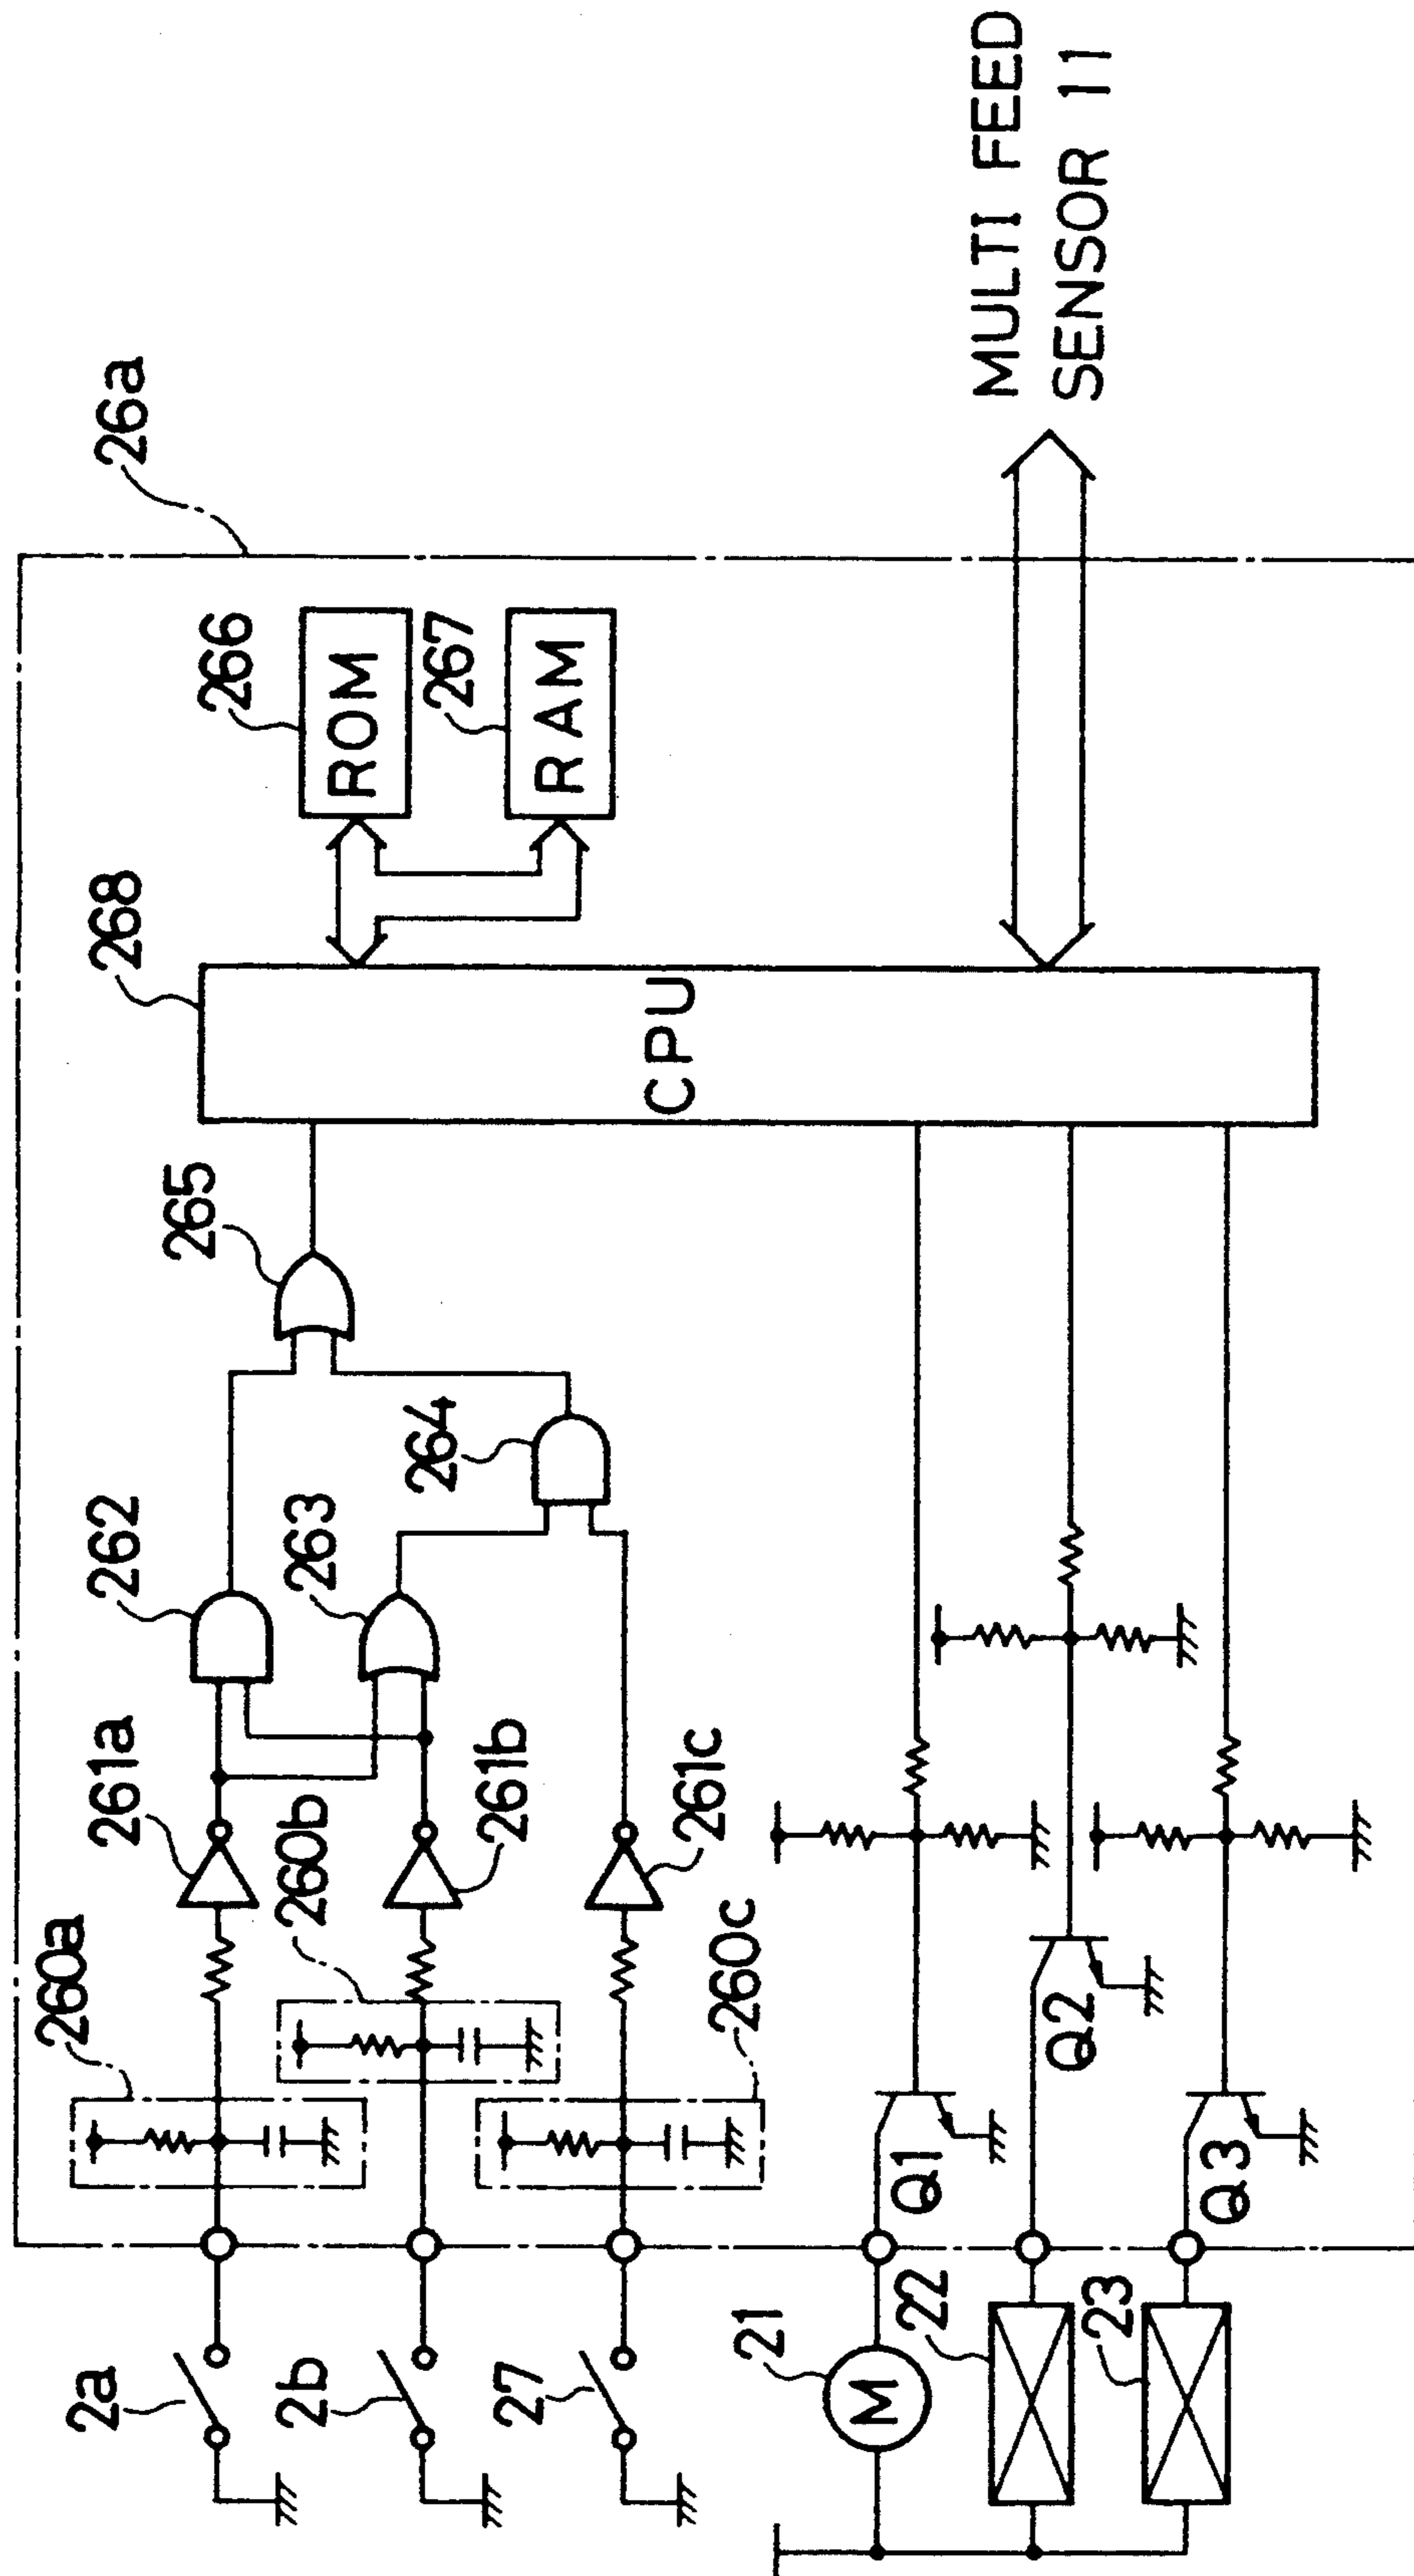 26a
MULTI FEED
SENSOR 11
266
ROM
267
RAM
268
CPU
265
264
262
263
261a
261b
261c
260a
260b
260c
Q1
Q2
Q3
2a
2b
27
21
M
22
23